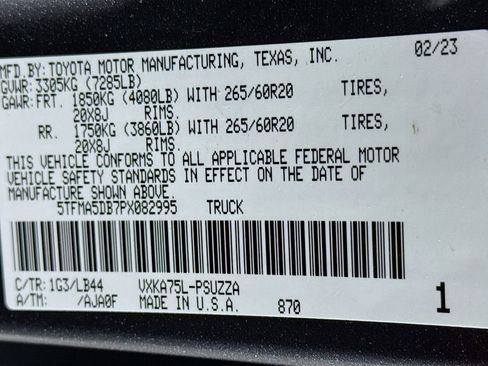 MFD.BY:TOYOTA MOTOR MANUFACTURING, TEXAS, INC. 02/23
GVWR:3305KG (7285LB)
GAWR:FRT. 1850KG (4080LB) WITH 265/60R20 TIRES,
20X8J RIMS.
RR. 1750KG (3860LB) WITH 265/60R20 TIRES,
20X8J RIMS.
THIS VEHICLE CONFORMS TO ALL APPLICABLE FEDERAL MOTOR
VEHICLE SAFETY STANDARDS IN EFFECT ON THE DATE OF
MANUFACTURE SHOWN ABOVE.
5TFMA5DB7PX082995 TRUCK
C/TR:1G3/LB44 VXKA75L-PSUZZA
A/TM: /AJA0F MADE IN U.S.A. 870 1